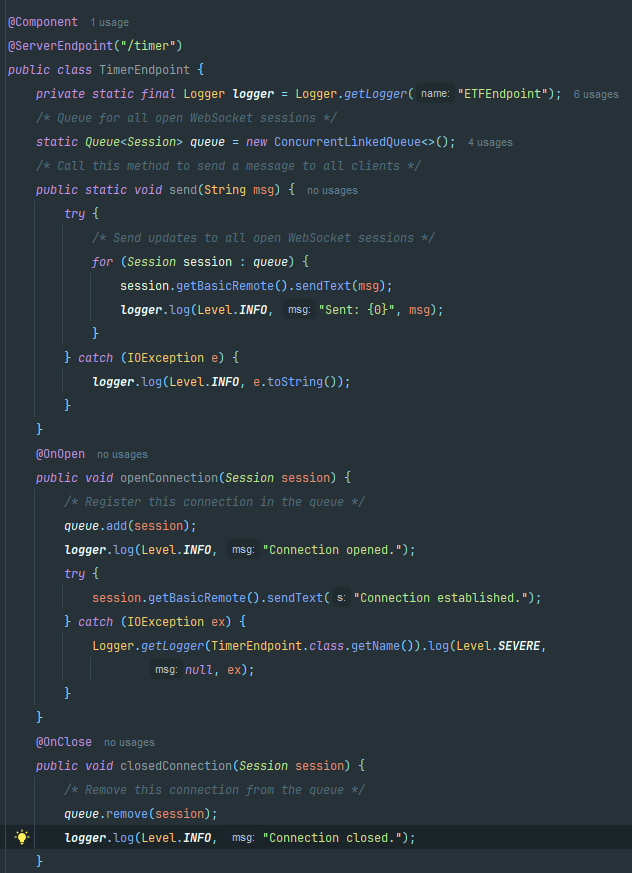 @Component 1 usage
@ServerEndpoint("/timer")
public class TimerEndpoint {
private static final Logger logger = Logger.getLogger( name: "ETFEndpoint"); 6 usages
/* Queue for all open WebSocket sessions */
static Queue<Session> queue = new ConcurrentLinkedQueue<>(); 4 usages
/* Call this method to send a message to all clients */
public static void send(String msg) { no usages
try {
/* Send updates to all open WebSocket sessions */
for (Session session : queue) {
session.getBasicRemote().sendText(msg);
logger.log(Level.INFO, msg: "Sent: {0}", msg);
}
} catch (IOException e) {
logger.log(Level.INFO, e.toString());
}
}
@OnOpen no usages
public void openConnection(Session session) {
/* Register this connection in the queue */
queue.add(session);
logger.log(Level.INFO, msg: "Connection opened.");
try {
session.getBasicRemote().sendText( s: "Connection established.");
} catch (IOException ex) {
Logger.getLogger(TimerEndpoint.class.getName()).log(Level.SEVERE,
msg: null, ex);
}
}
@OnClose no usages
public void closedConnection(Session session) {
/* Remove this connection from the queue */
queue.remove(session);
logger.log(Level.INFO, msg: "Connection closed.");
}